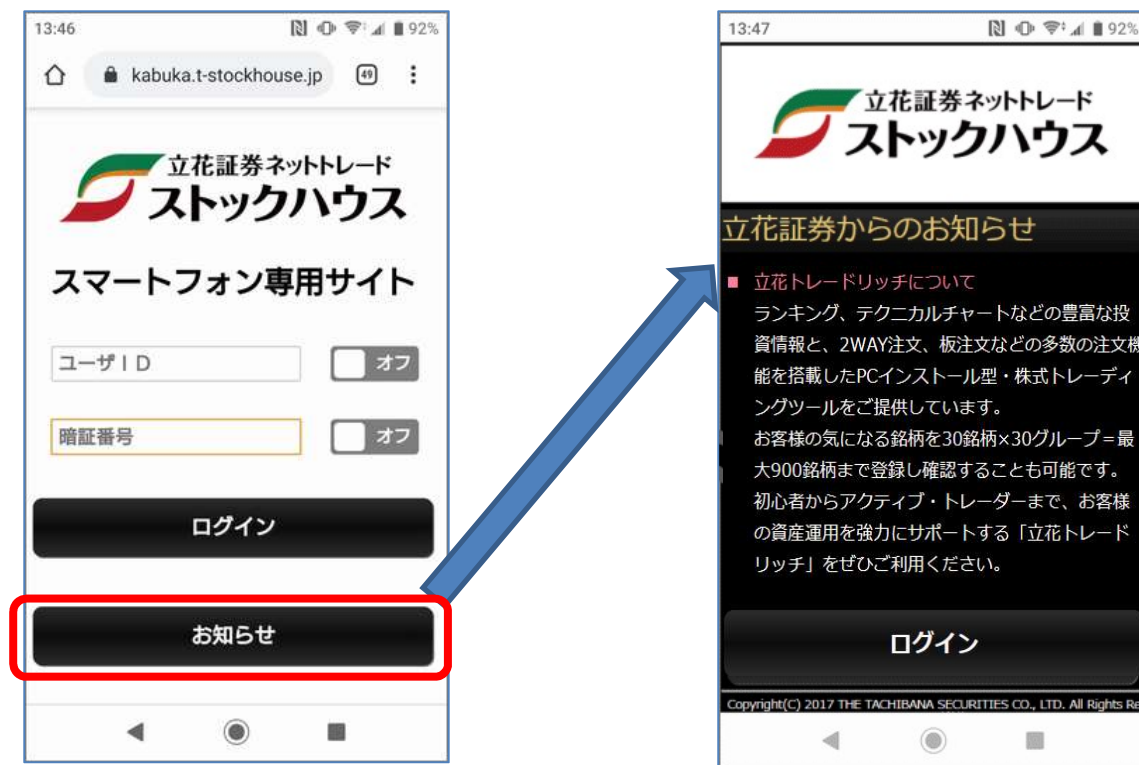 13:46
92%
kabuka.t-stockhouse.jp
49
立花証券ネットトレード
ストックハウス
スマートフォン専用サイト
ユーザID
オフ
暗証番号
オフ
ログイン
お知らせ
13:47
92%
立花証券ネットトレード
ストックハウス
立花証券からのお知らせ
■ 立花トレードリッチについて
ランキング、テクニカルチャートなどの豊富な投
資情報と、2WAY注文、板注文などの多数の注文機
能を搭載したPCインストール型・株式トレーディ
ングツールをご提供しています。
お客様の気になる銘柄を30銘柄×30グループ＝最
大900銘柄まで登録し確認することも可能です。
初心者からアクティブ・トレーダーまで、お客様
の資産運用を強力にサポートする「立花トレード
リッチ」をぜひご利用ください。
ログイン
Copyright(C) 2017 THE TACHIBANA SECURITIES CO., LTD. All Rights Re